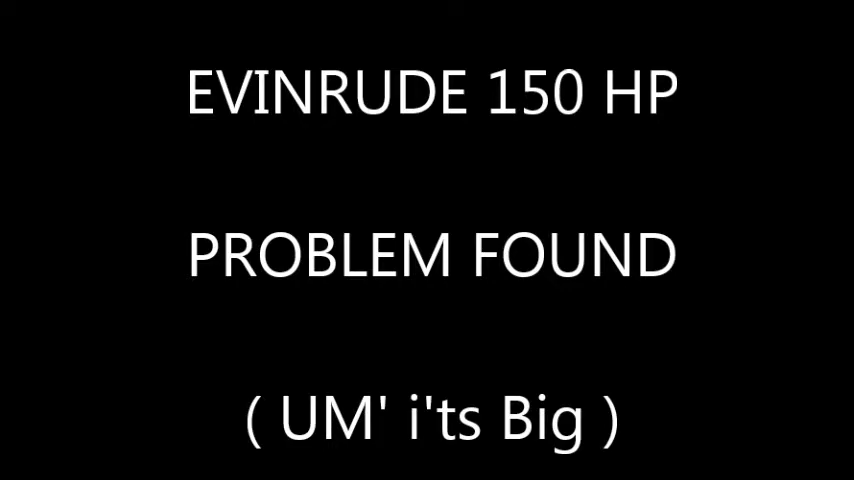 EVINRUDE 150 HP
PROBLEM FOUND
( UM' i'ts Big )